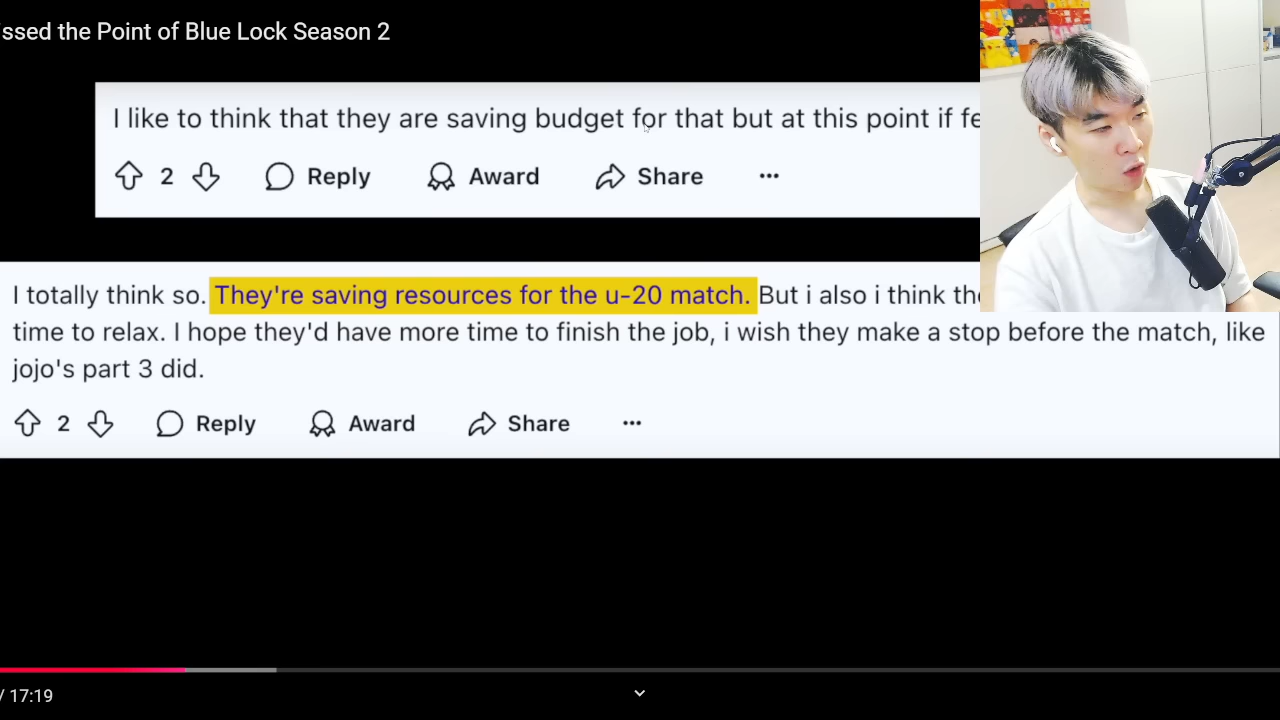 ssed the Point of Blue Lock Season 2
I like to think that they are saving budget for that but at this point if fe
2 Reply Award Share ...
I totally think so. They're saving resources for the u-20 match. But i also i think the
time to relax. I hope they'd have more time to finish the job, i wish they make a stop before the match, like
jojo's part 3 did.
2 Reply Award Share ...
/ 17:19